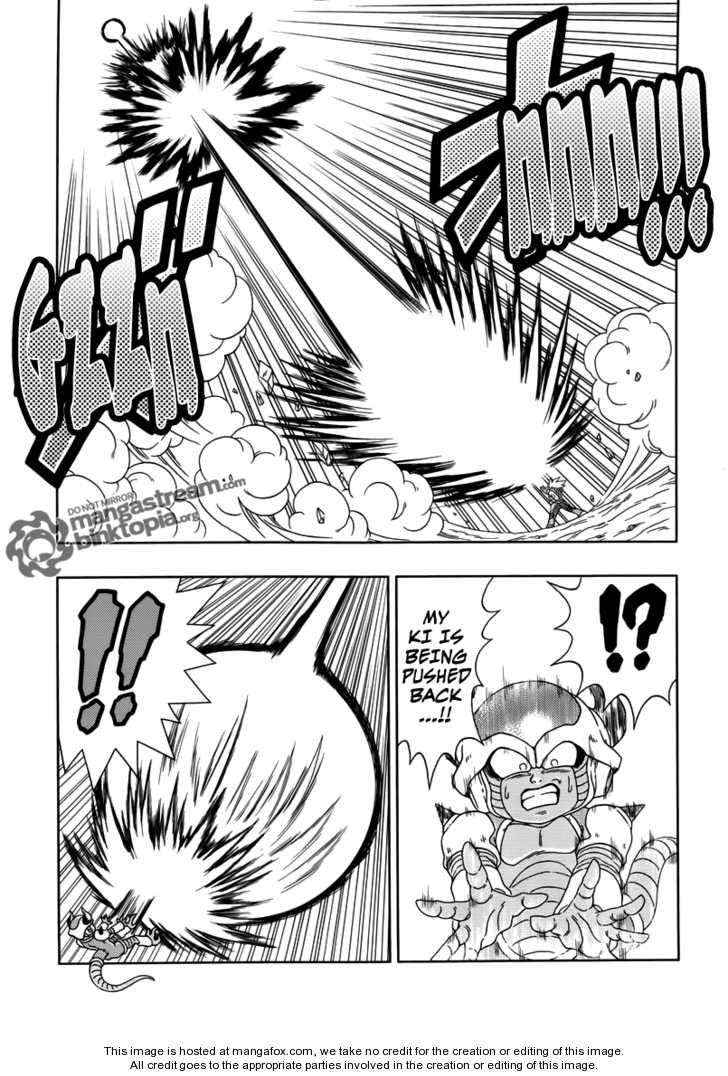 GZZN
NNNN!!!
DO NOT MIRROR!
mangastream.com
binktopia.org
!?
MY
KI IS
BEING
PUSHED
BACK
...!!
!!
This image is hosted at mangafox.com, we take no credit for the creation or editing of this image.
All credit goes to the appropriate parties involved in the creation or editing of this image.